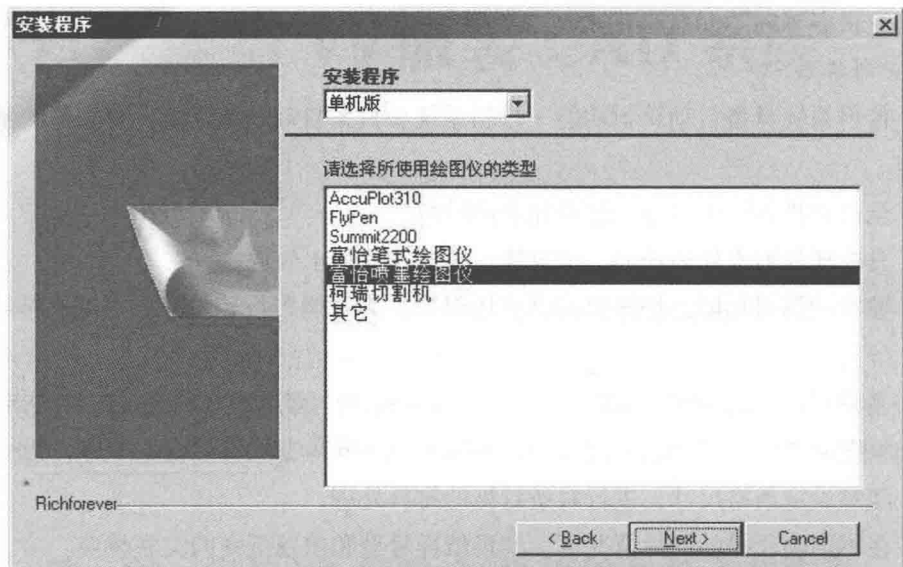 安装程序
安装程序
单机版
请选择所使用绘图仪的类型
AccuPlot310
FlyPen
Summit2200
富怡笔式绘图仪
富怡喷墨绘图仪
柯瑞切割机
其它
Richforever
< Back
Next >
Cancel